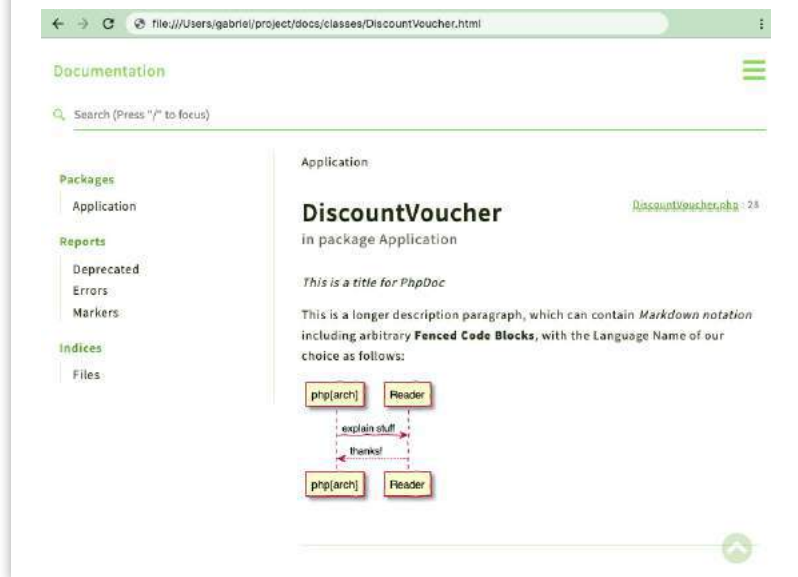 file:///Users/gabriel/project/docs/classes/DiscountVoucher.html
Documentation
Search (Press "/" to focus)
Packages
Application
Reports
Deprecated
Errors
Markers
Indices
Files
Application
DiscountVoucher
DiscountVoucher.php : 28
in package Application
This is a title for PhpDoc
This is a longer description paragraph, which can contain Markdown notation
including arbitrary Fenced Code Blocks, with the Language Name of our
choice as follows:
php[arch] Reader
explain stuff
thanks!
php[arch] Reader